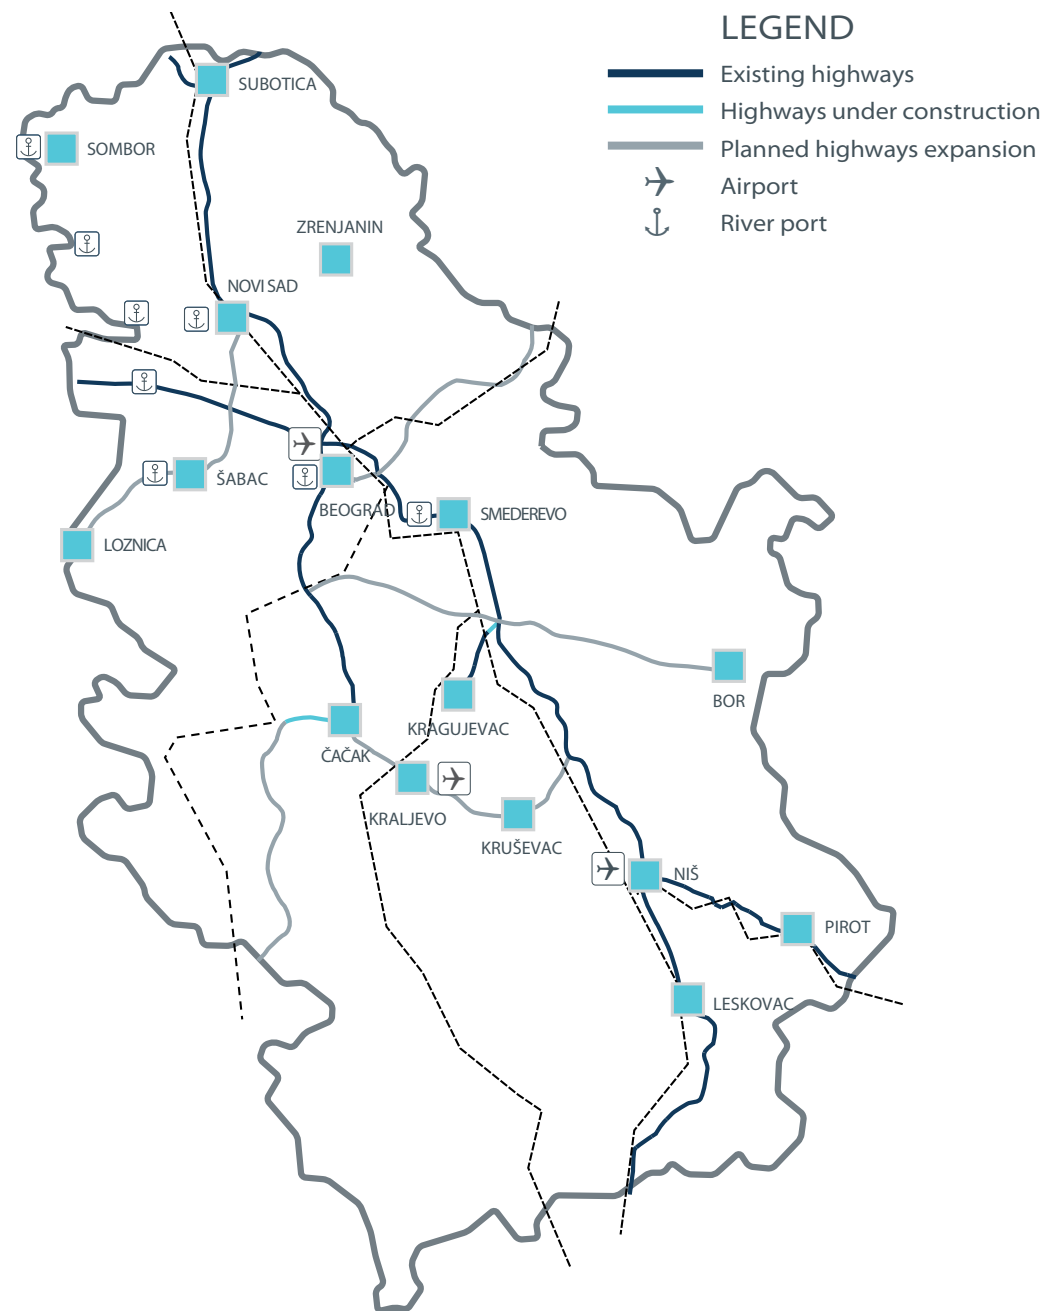 LEGEND
Existing highways
Highways under construction
Planned highways expansion
Airport
River port
SUBOTICA
SOMBOR
ZRENJANIN
NOVI SAD
ŠABAC
BEOGRAD
SMEDEREVO
LOZNICA
BOR
KRAGUJEVAC
ČAČAK
KRALJEVO
KRUŠEVAC
NIŠ
PIROT
LESKOVAC